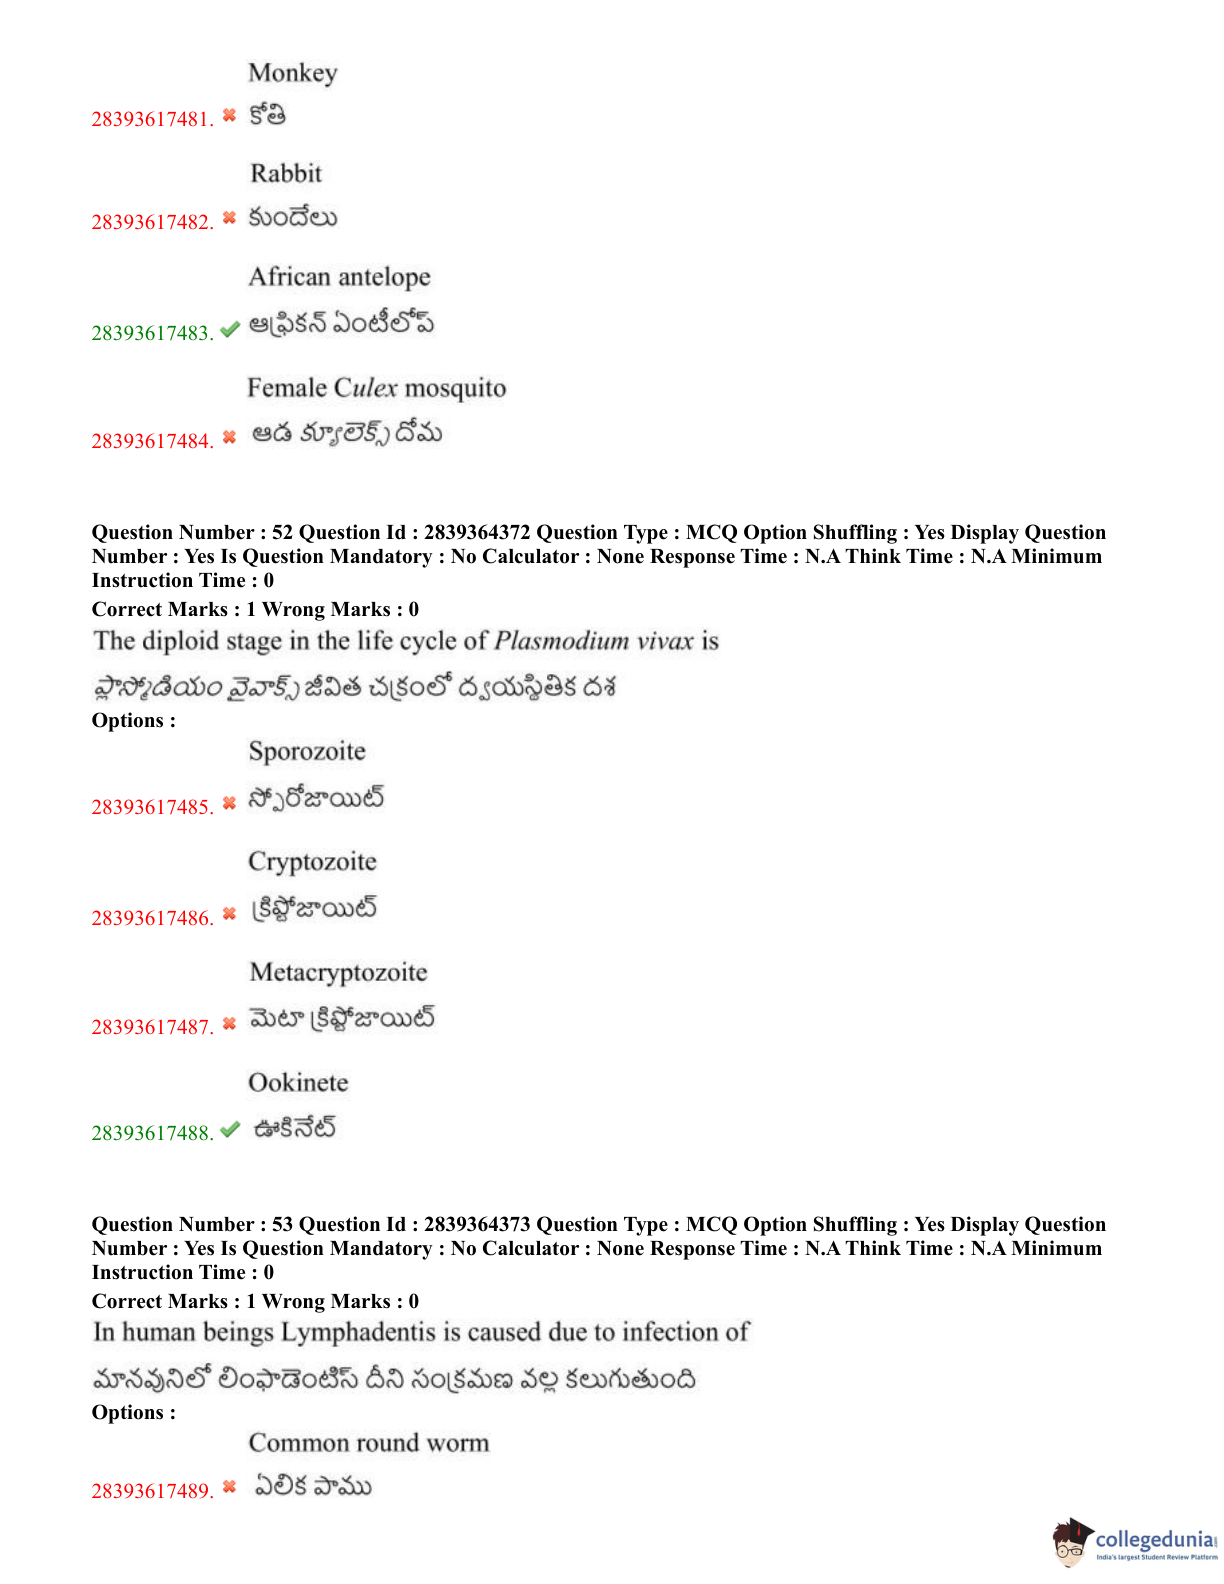 Monkey
28393617481. కోతి
Rabbit
28393617482. కుందేలు
African antelope
28393617483. ఆఫ్రికన్ ఏంటీలోప్
Female Culex mosquito
28393617484. ఆడ క్యూలెక్స్ దోమ
Question Number : 52 Question Id : 2839364372 Question Type : MCQ Option Shuffling : Yes Display Question
Number : Yes Is Question Mandatory : No Calculator : None Response Time : N.A Think Time : N.A Minimum
Instruction Time : 0
Correct Marks : 1 Wrong Marks : 0
The diploid stage in the life cycle of Plasmodium vivax is
ప్లాస్మోడియం వైవాక్స్ జీవిత చక్రంలో ద్వయస్థితిక దశ
Options :
Sporozoite
28393617485. స్పోరోజాయిట్
Cryptozoite
28393617486. క్రిప్టోజాయిట్
Metacryptozoite
28393617487. మెటా క్రిప్టోజాయిట్
Ookinete
28393617488. ఊకినేట్
Question Number : 53 Question Id : 2839364373 Question Type : MCQ Option Shuffling : Yes Display Question
Number : Yes Is Question Mandatory : No Calculator : None Response Time : N.A Think Time : N.A Minimum
Instruction Time : 0
Correct Marks : 1 Wrong Marks : 0
In human beings Lymphadentis is caused due to infection of
మానవునిలో లింఫాడెంటిస్ దీని సంక్రమణ వల్ల కలుగుతుంది
Options :
Common round worm
28393617489. ఏలిక పాము
collegedunia
India's largest Student Review Platform